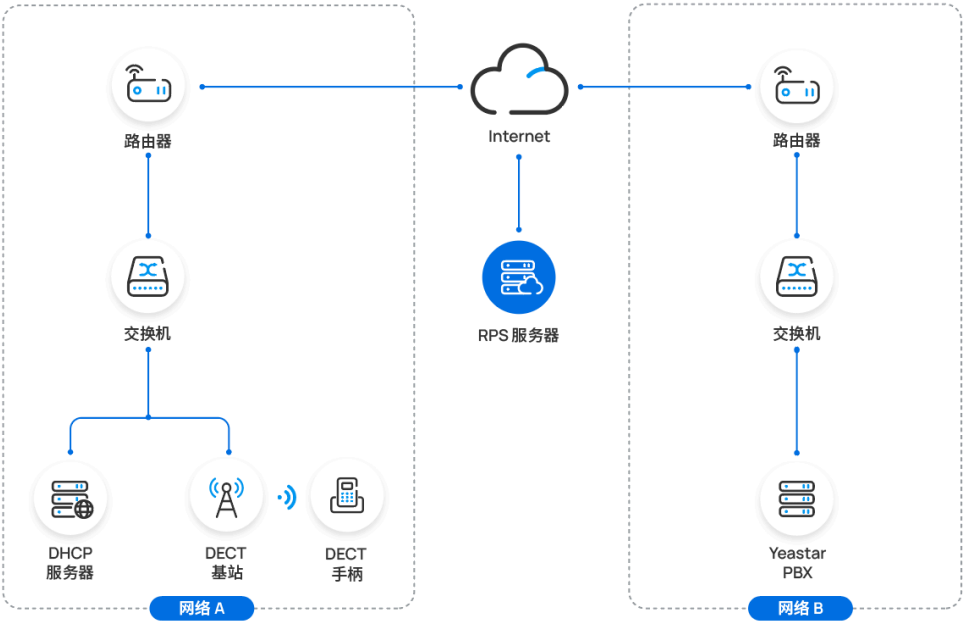 路由器
Internet
路由器
交换机
RPS 服务器
交换机
DHCP
服务器
DECT
基站
DECT
手柄
Yeastar
PBX
网络 A
网络 B